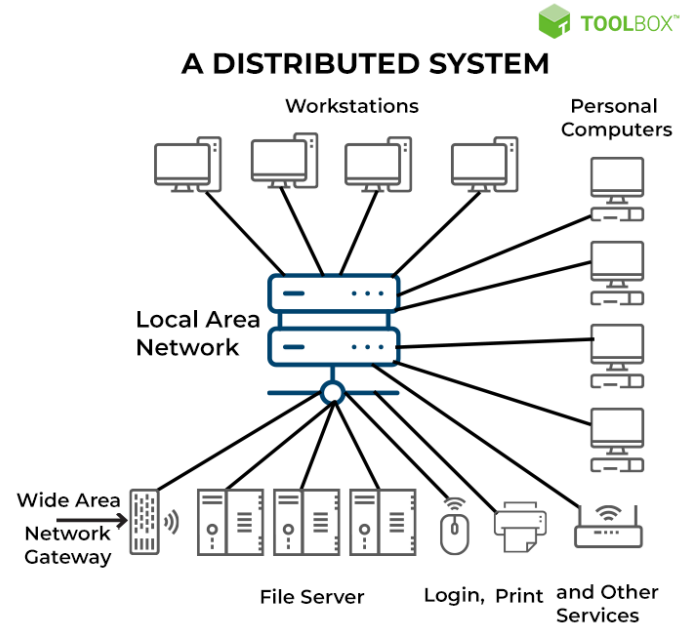 TOOLBOX™
A DISTRIBUTED SYSTEM
Workstations
Personal
Computers
Local Area
Network
Wide Area
Network
Gateway
File Server
Login, Print and Other
Services